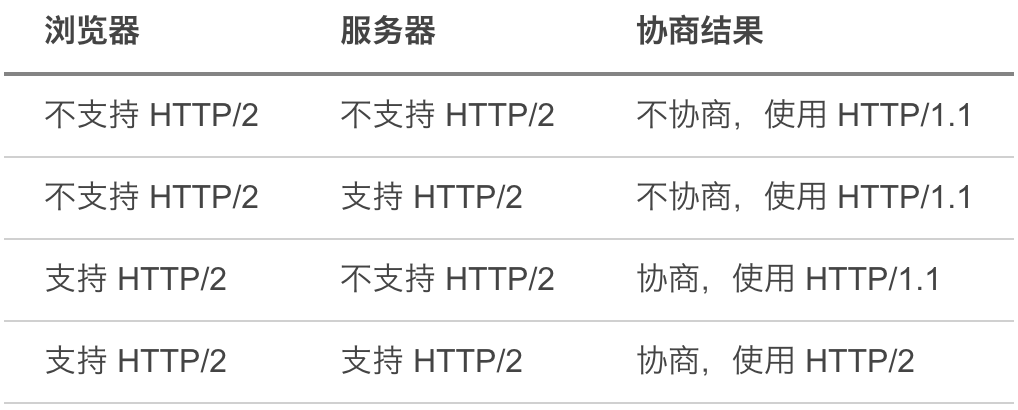 浏览器 服务器 协商结果
不支持 HTTP/2 不支持 HTTP/2 不协商，使用 HTTP/1.1
不支持 HTTP/2 支持 HTTP/2 不协商，使用 HTTP/1.1
支持 HTTP/2 不支持 HTTP/2 协商，使用 HTTP/1.1
支持 HTTP/2 支持 HTTP/2 协商，使用 HTTP/2